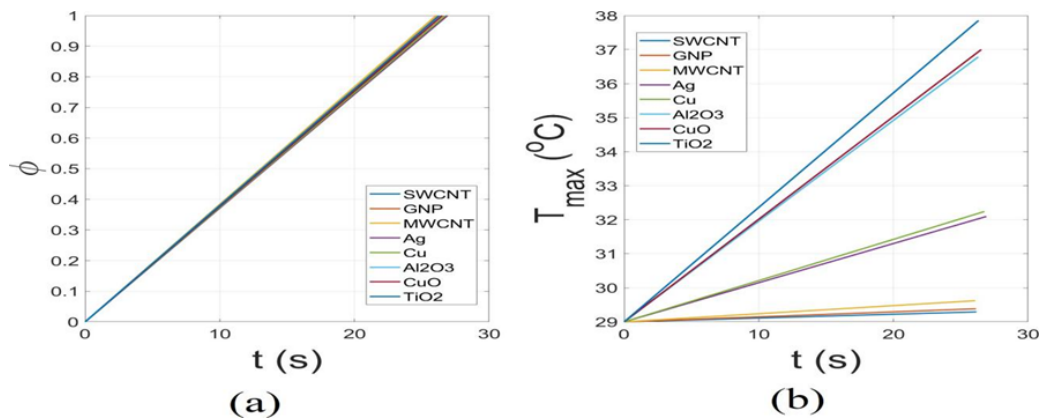 1
0.9
0.8
0.7
0.6
0.5
0.4
0.3
0.2
0.1
0
ϕ
SWCNT
GNP
MWCNT
Ag
Cu
Al2O3
CuO
TiO2
0 10 20 30
t (s)
(a)
38
37
36
35
34
33
32
31
30
29
T_max (°C)
SWCNT
GNP
MWCNT
Ag
Cu
Al2O3
CuO
TiO2
0 10 20 30
t (s)
(b)